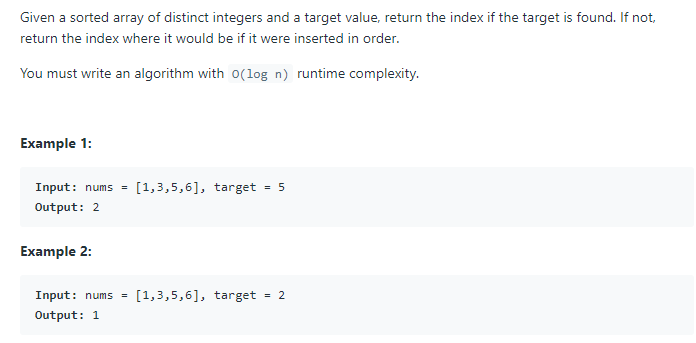 Given a sorted array of distinct integers and a target value, return the index if the target is found. If not,
return the index where it would be if it were inserted in order.
You must write an algorithm with O(log n) runtime complexity.
Example 1:
Input: nums = [1,3,5,6], target = 5
Output: 2
Example 2:
Input: nums = [1,3,5,6], target = 2
Output: 1